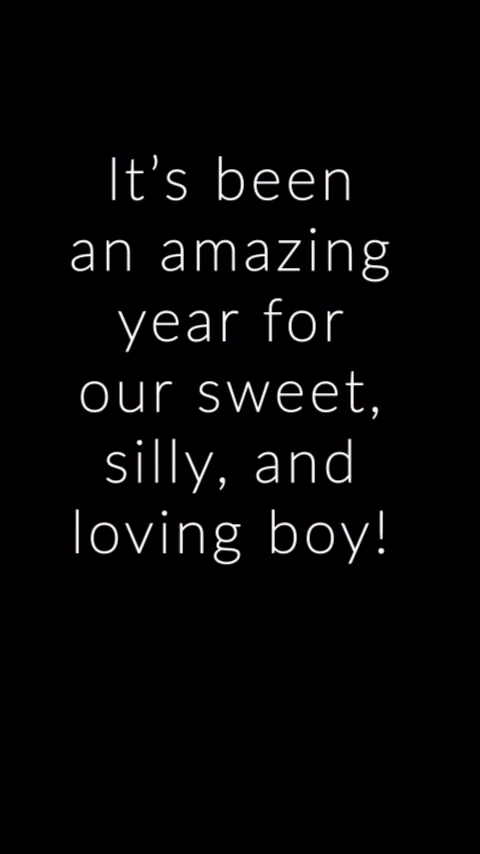 It’s been
an amazing
year for
our sweet,
silly, and
loving boy!